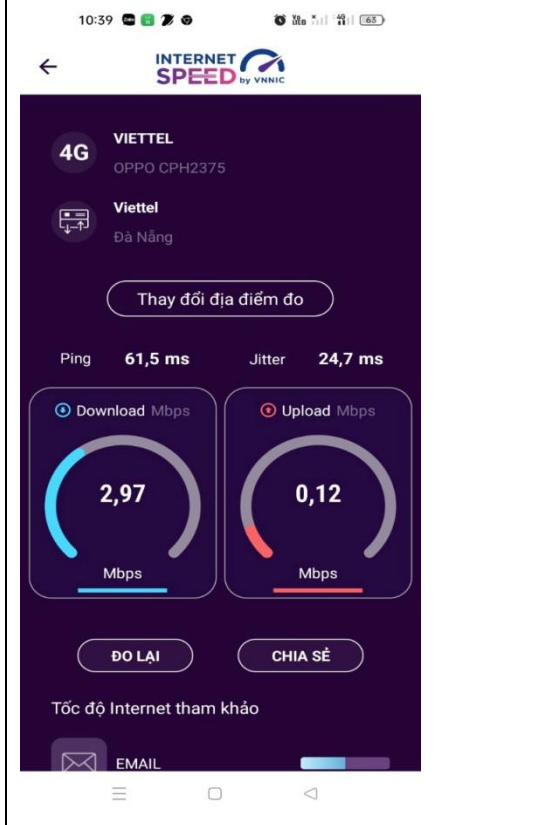 10:39
63
INTERNET
SPEED by VNNIC
4G
VIETTEL
OPPO CPH2375
Viettel
Đà Nẵng
Thay đổi địa điểm đo
Ping 61,5 ms Jitter 24,7 ms
Download Mbps
2,97
Mbps
Upload Mbps
0,12
Mbps
ĐO LẠI
CHIA SẺ
Tốc độ Internet tham khảo
EMAIL